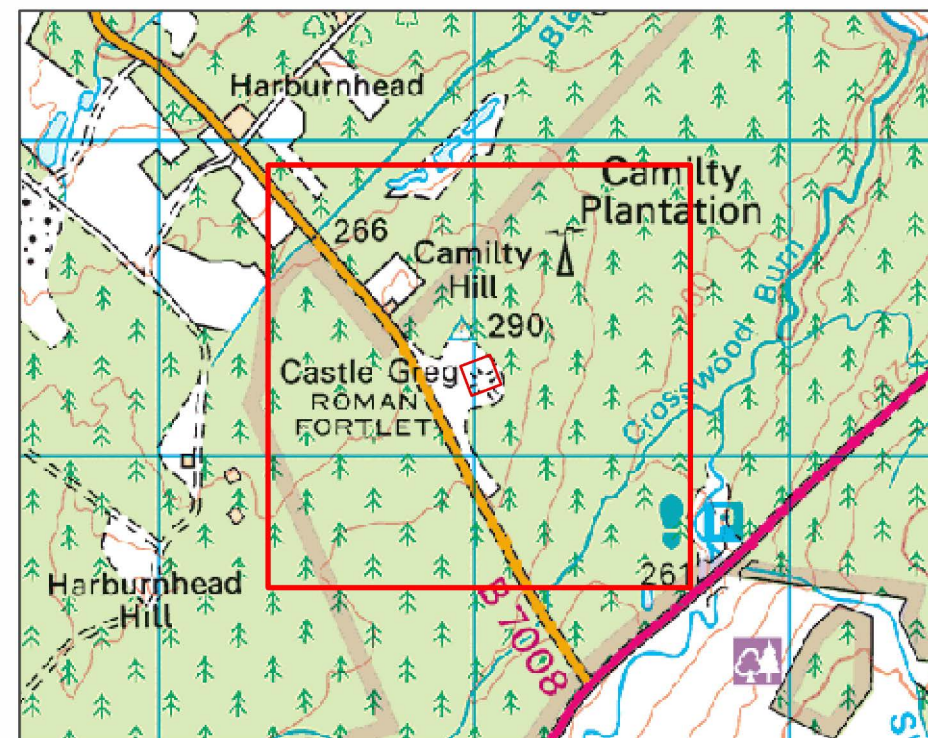 Harburnhead
Camilty
Plantation
266
Camilty
Hill
290
Castle Greg
ROMAN
FORTLET
Crosswood Burn
B 7008
261
Harburnhead
Hill
P